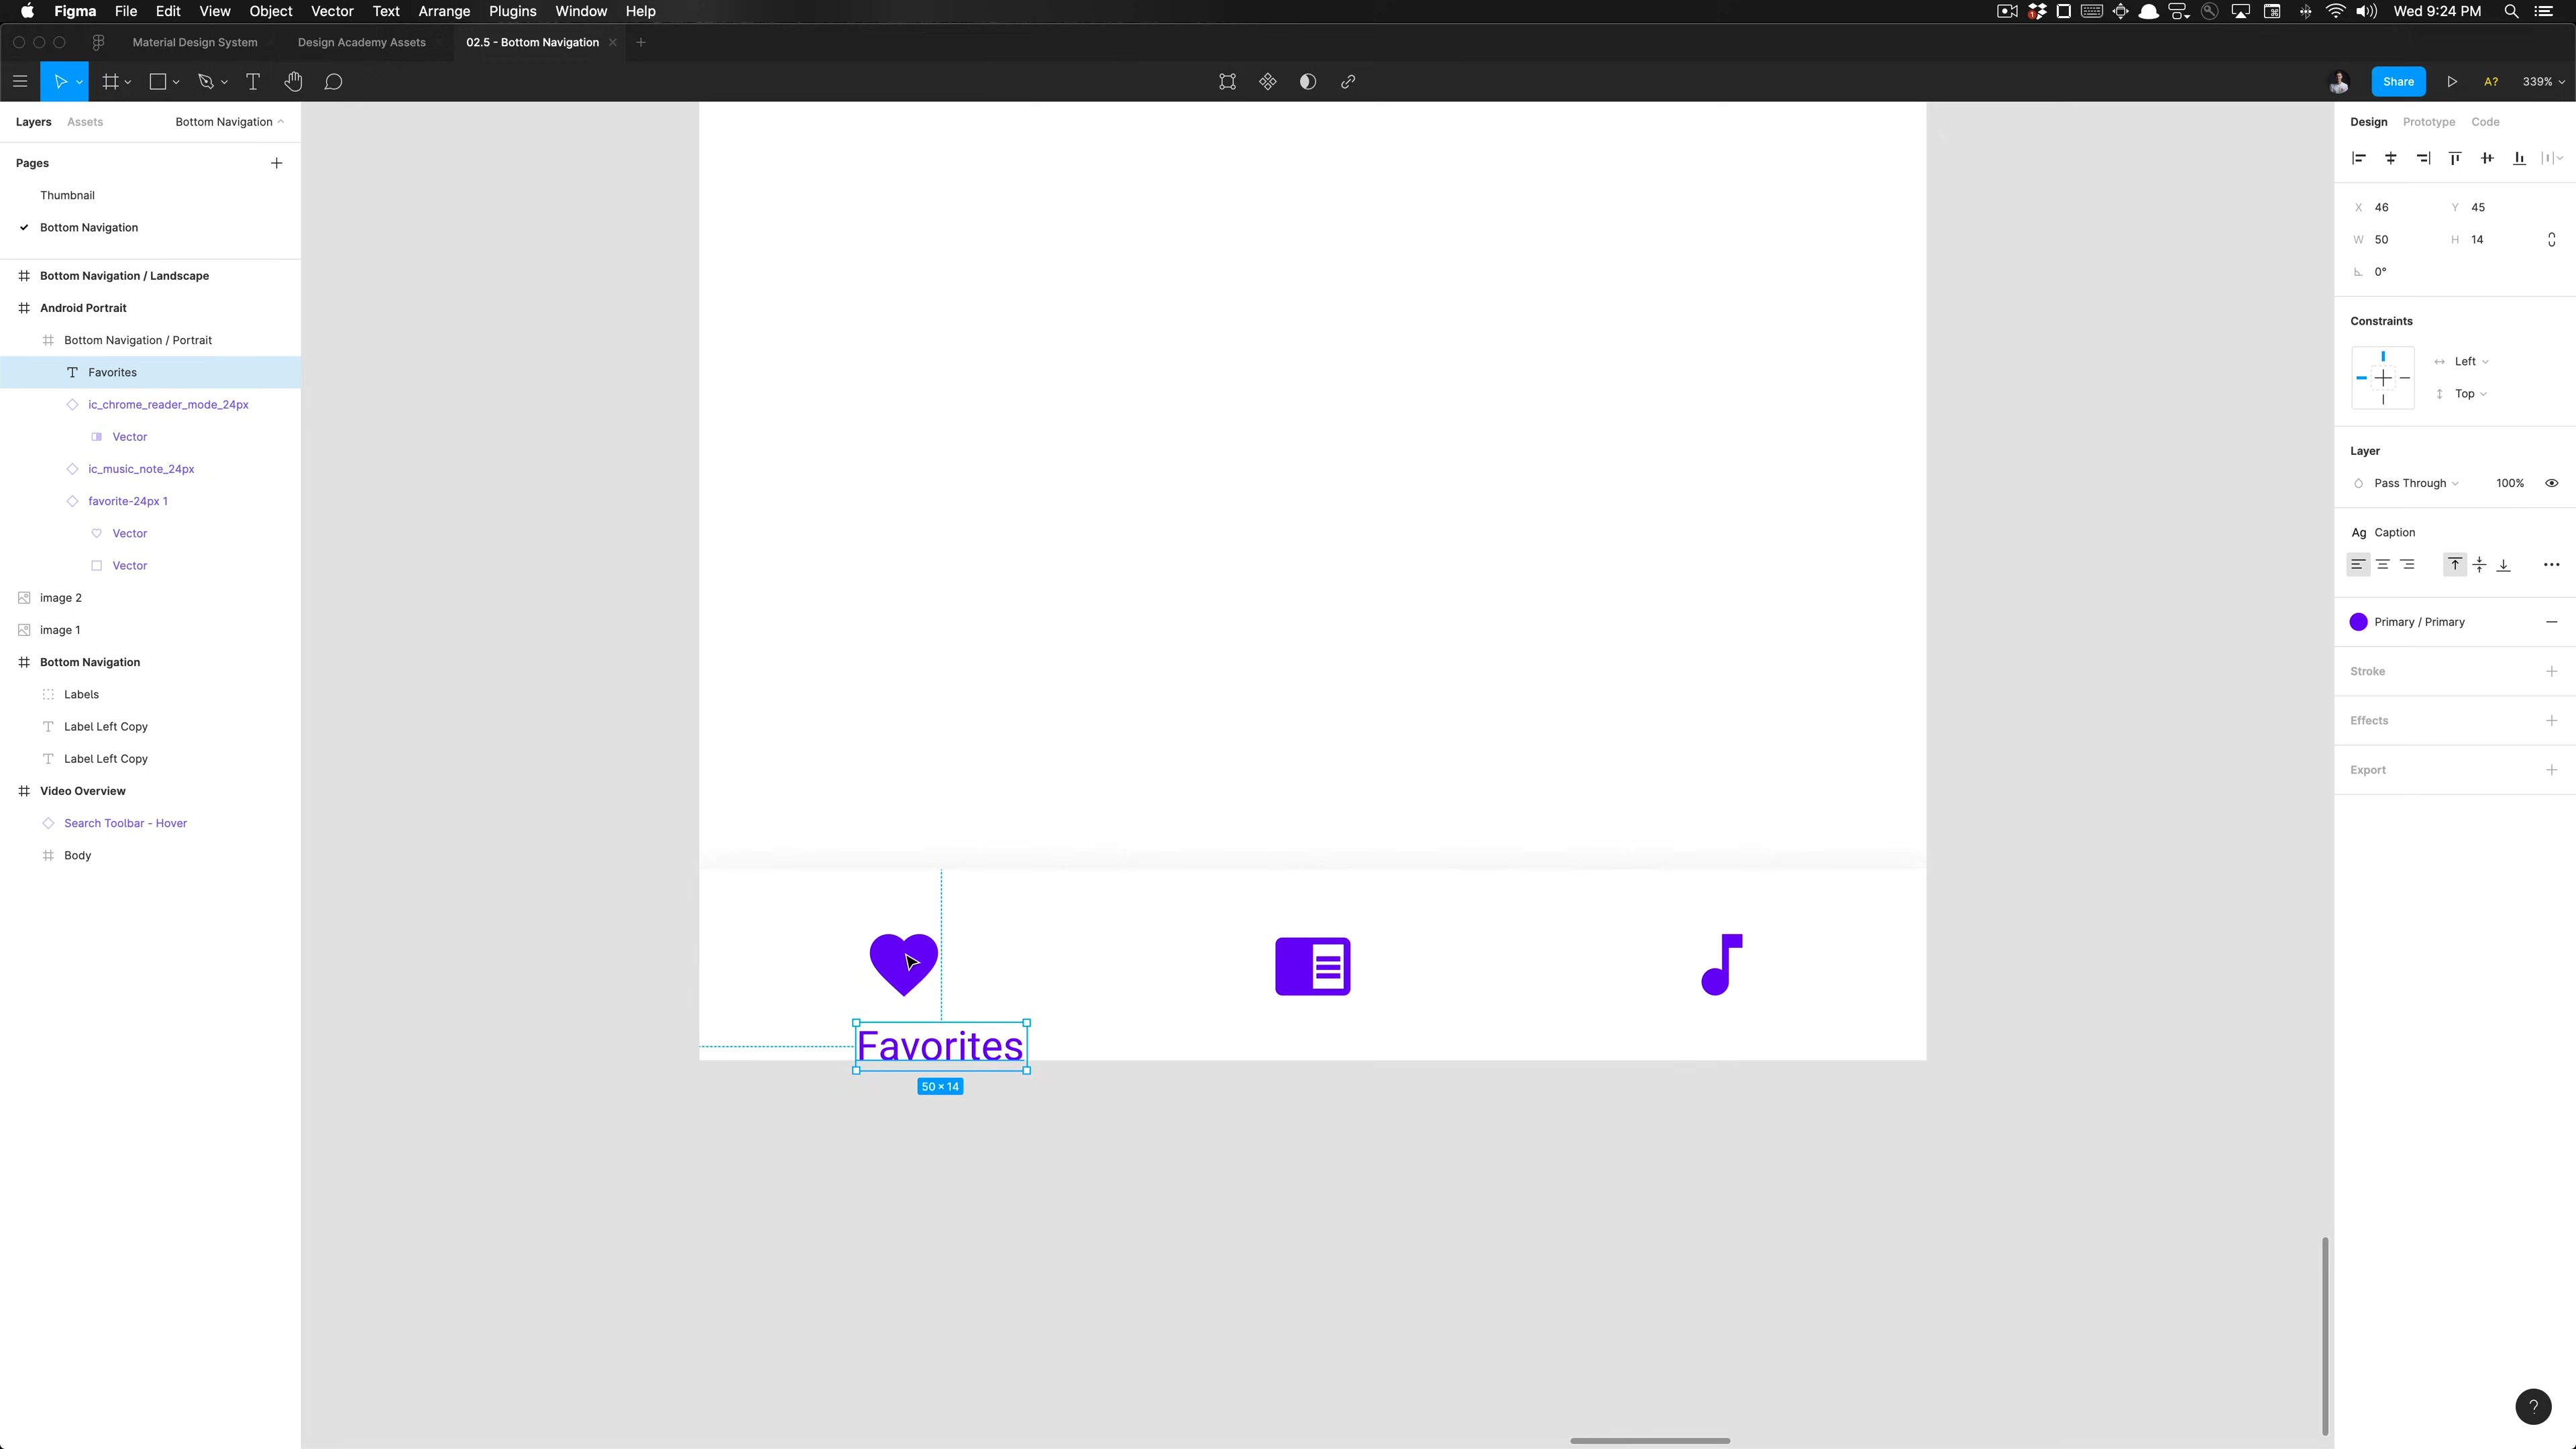 Figma File Edit View Object Vector Text Arrange Plugins Window Help
1
Wed 9:24 PM
Material Design System
Design Academy Assets
02.5 - Bottom Navigation
Share
A?
339%
Layers Assets
Bottom Navigation
Design Prototype Code
Pages
Thumbnail
Bottom Navigation
Bottom Navigation / Landscape
Android Portrait
Bottom Navigation / Portrait
Favorites
ic_chrome_reader_mode_24px
Vector
ic_music_note_24px
favorite-24px 1
Vector
Vector
image 2
image 1
Bottom Navigation
Labels
Label Left Copy
Label Left Copy
Video Overview
Search Toolbar - Hover
Body
Favorites
50 × 14
X 46 Y 45
W 50 H 14
0°
Constraints
Left
Top
Layer
Pass Through 100%
Ag Caption
Primary / Primary
Stroke
Effects
Export
?